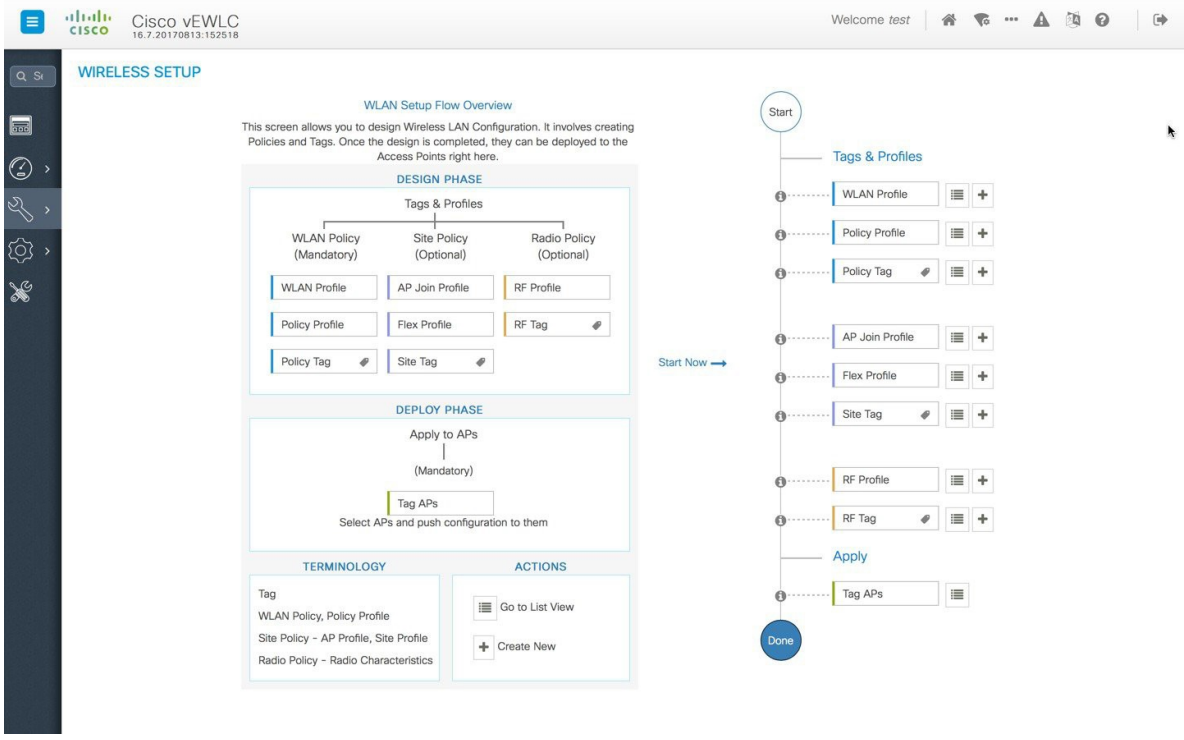 CISCO
Cisco vEWLC
16.7.20170813:152518
Welcome test
WIRELESS SETUP
WLAN Setup Flow Overview
This screen allows you to design Wireless LAN Configuration. It involves creating
Policies and Tags. Once the design is completed, they can be deployed to the
Access Points right here.
DESIGN PHASE
Tags & Profiles
WLAN Policy
(Mandatory)
Site Policy
(Optional)
Radio Policy
(Optional)
WLAN Profile
AP Join Profile
RF Profile
Policy Profile
Flex Profile
RF Tag
Policy Tag
Site Tag
DEPLOY PHASE
Apply to APs
(Mandatory)
Tag APs
Select APs and push configuration to them
TERMINOLOGY
Tag
WLAN Policy, Policy Profile
Site Policy - AP Profile, Site Profile
Radio Policy - Radio Characteristics
ACTIONS
Go to List View
Create New
Start Now
Start
Tags & Profiles
WLAN Profile
Policy Profile
Policy Tag
AP Join Profile
Flex Profile
Site Tag
RF Profile
RF Tag
Apply
Tag APs
Done